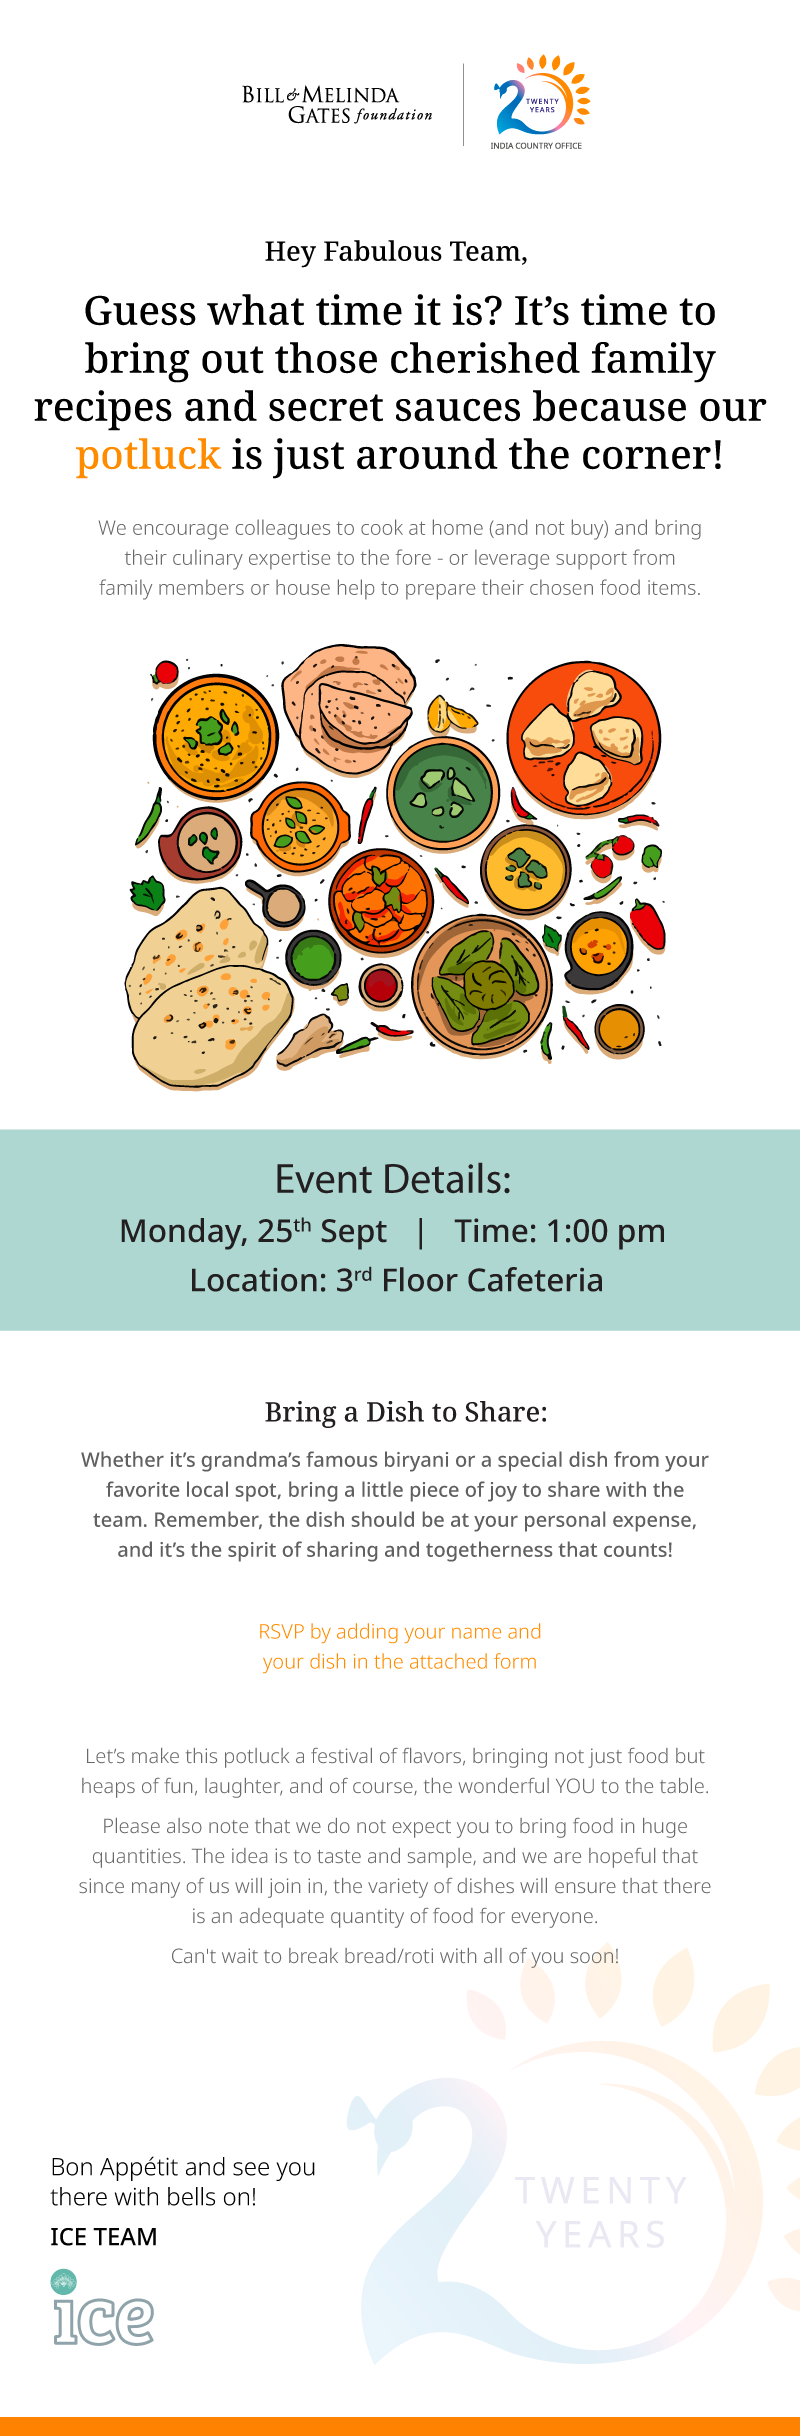 BILL & MELINDA
GATES foundation
TWENTY
YEARS
INDIA COUNTRY OFFICE
Hey Fabulous Team,
Guess what time it is? It’s time to
bring out those cherished family
recipes and secret sauces because our
potluck is just around the corner!
We encourage colleagues to cook at home (and not buy) and bring
their culinary expertise to the fore - or leverage support from
family members or house help to prepare their chosen food items.
Event Details:
Monday, 25th Sept | Time: 1:00 pm
Location: 3rd Floor Cafeteria
Bring a Dish to Share:
Whether it’s grandma’s famous biryani or a special dish from your
favorite local spot, bring a little piece of joy to share with the
team. Remember, the dish should be at your personal expense,
and it’s the spirit of sharing and togetherness that counts!
RSVP by adding your name and
your dish in the attached form
Let’s make this potluck a festival of flavors, bringing not just food but
heaps of fun, laughter, and of course, the wonderful YOU to the table.
Please also note that we do not expect you to bring food in huge
quantities. The idea is to taste and sample, and we are hopeful that
since many of us will join in, the variety of dishes will ensure that there
is an adequate quantity of food for everyone.
Can't wait to break bread/roti with all of you soon!
Bon Appétit and see you
there with bells on!
ICE TEAM
ice
TWENTY
YEARS